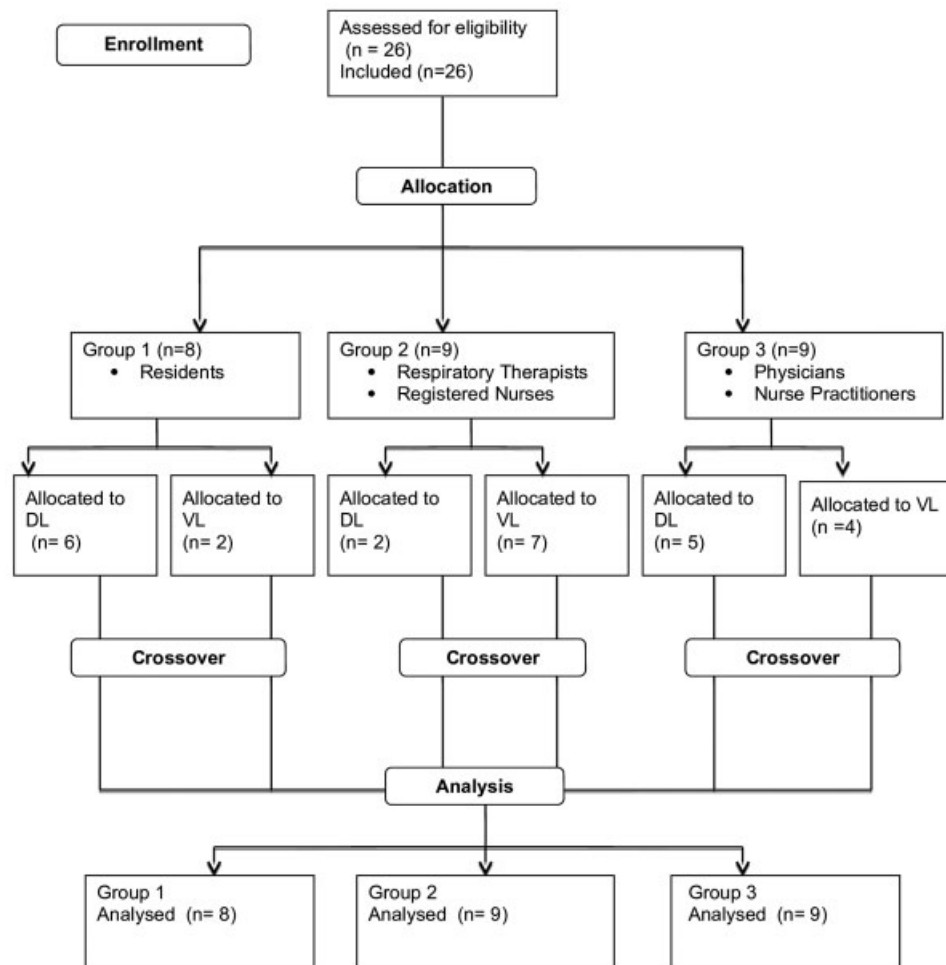 Enrollment
Assessed for eligibility
(n = 26)
Included (n=26)
Allocation
Group 1 (n=8)
• Residents
Group 2 (n=9)
• Respiratory Therapists
• Registered Nurses
Group 3 (n=9)
• Physicians
• Nurse Practitioners
Allocated to
DL
(n= 6)
Allocated to
VL
(n= 2)
Allocated to
DL
(n= 2)
Allocated to
VL
(n= 7)
Allocated to
DL
(n= 5)
Allocated to VL
(n =4)
Crossover
Crossover
Crossover
Analysis
Group 1
Analysed (n= 8)
Group 2
Analysed (n= 9)
Group 3
Analysed (n= 9)